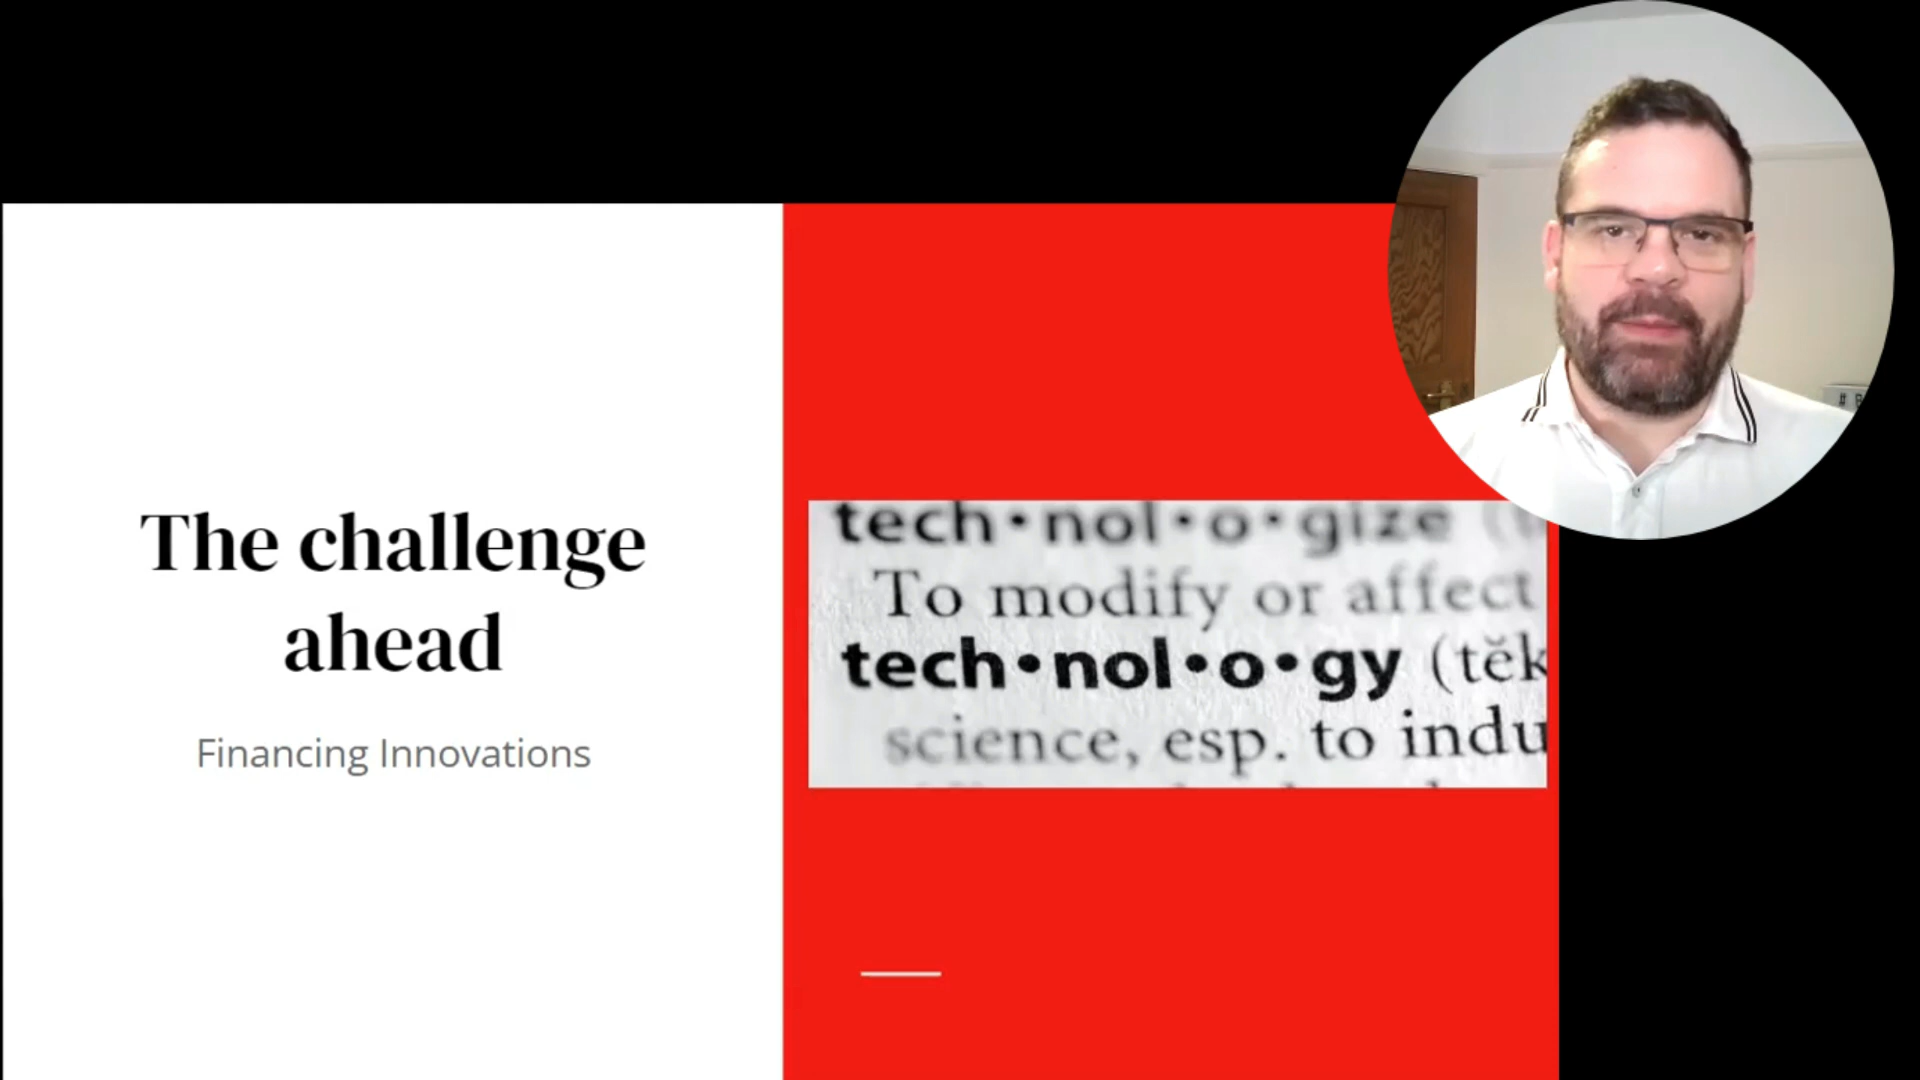 The challenge
ahead
Financing Innovations
tech•nol•o•gize
To modify or affect
tech•nol•o•gy (tĕk
science, esp. to indu
#